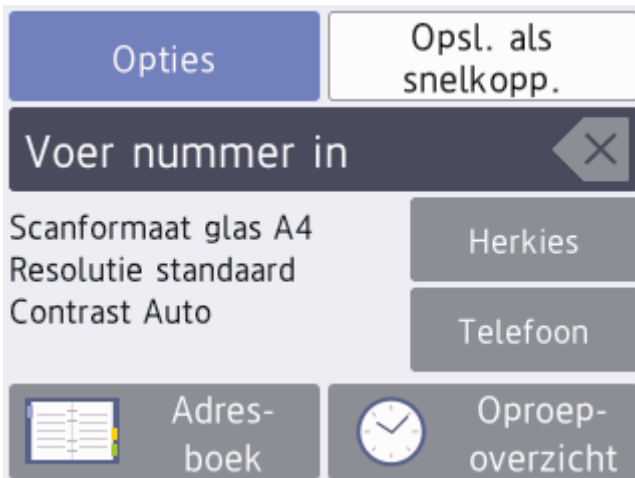 Opties
Opsl. als
snelkopp.
Voer nummer in
Scanformaat glas A4
Resolutie standaard
Contrast Auto
Herkies
Telefoon
Adres-
boek
Oproep-
overzicht